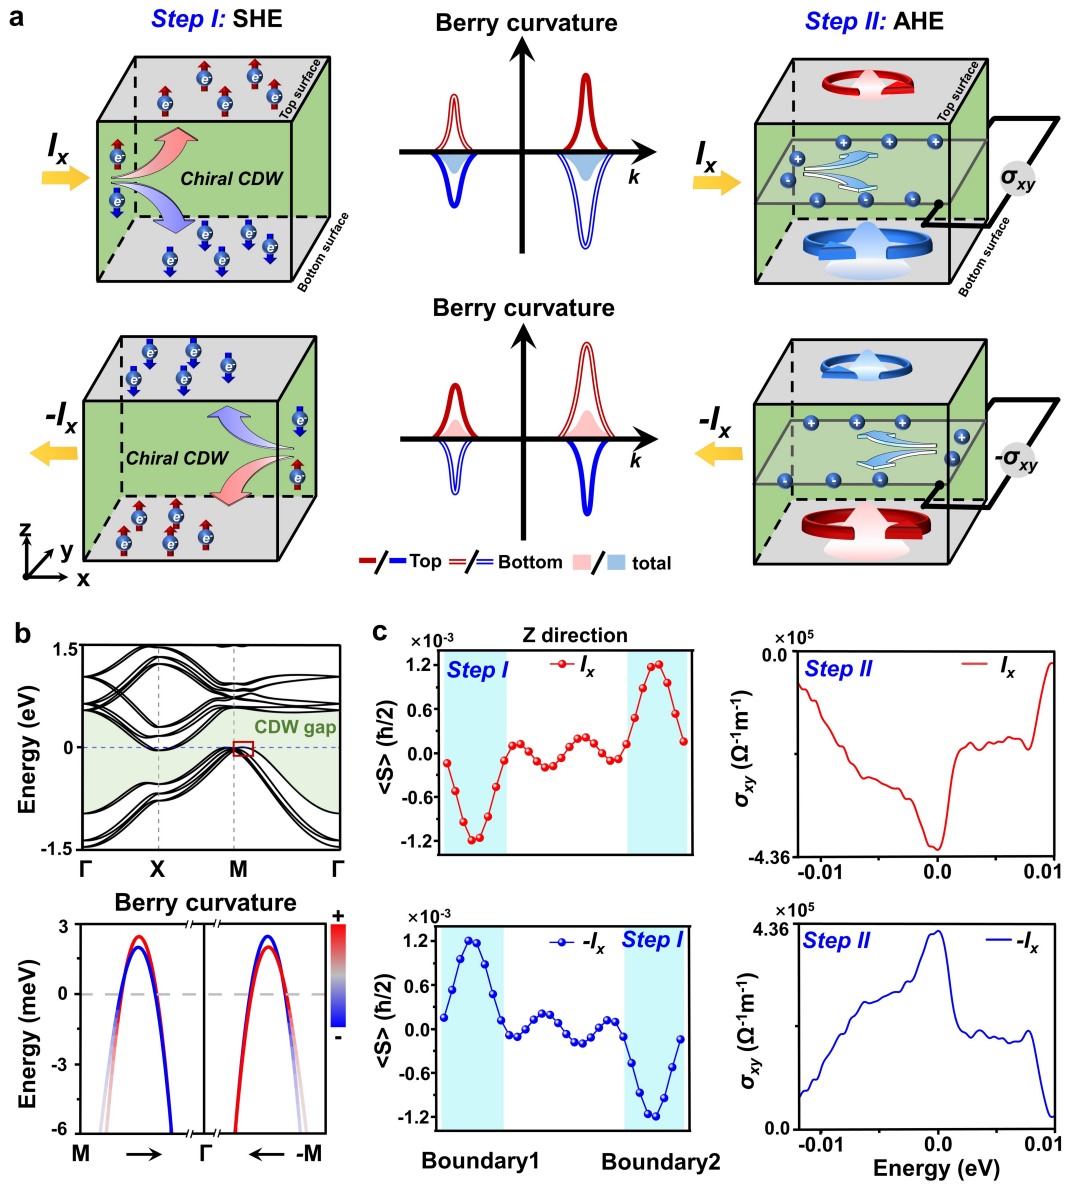 a
Step I: SHE
Berry curvature
Step II: AHE
Top surface
Top surface
e- e- e- e- e-
Iₓ
e-
e-
Chiral CDW
k
Iₓ
+ + +
+
-
- - -
σxy
e- e- e- e- e-
Bottom surface
Bottom surface
Berry curvature
e- e- e- e- e-
-Iₓ
e-
e-
Chiral CDW
k
-Iₓ
+ + +
+
-
- - -
-σxy
e- e- e- e-
z
y
x
Top Bottom total
b
1.5
0
-1.5
Energy (eV)
CDW gap
Γ X M Γ
Berry curvature
3
0
-3
-6
Energy (meV)
+
-
M Γ -M
c
×10⁻³
Z direction
1.2
0.6
0.0
-0.6
-1.2
<S> (ħ/2)
Step I
Iₓ
×10⁵
0.0
-4.36
σxy (Ω⁻¹m⁻¹)
Step II
Iₓ
-0.01 0.0 0.01
×10⁻³
1.2
0.6
0.0
-0.6
-1.2
<S> (ħ/2)
-Iₓ
Step I
Boundary1 Boundary2
×10⁵
4.36
0.0
σxy (Ω⁻¹m⁻¹)
Step II
-Iₓ
-0.01 0.0 0.01
Energy (eV)